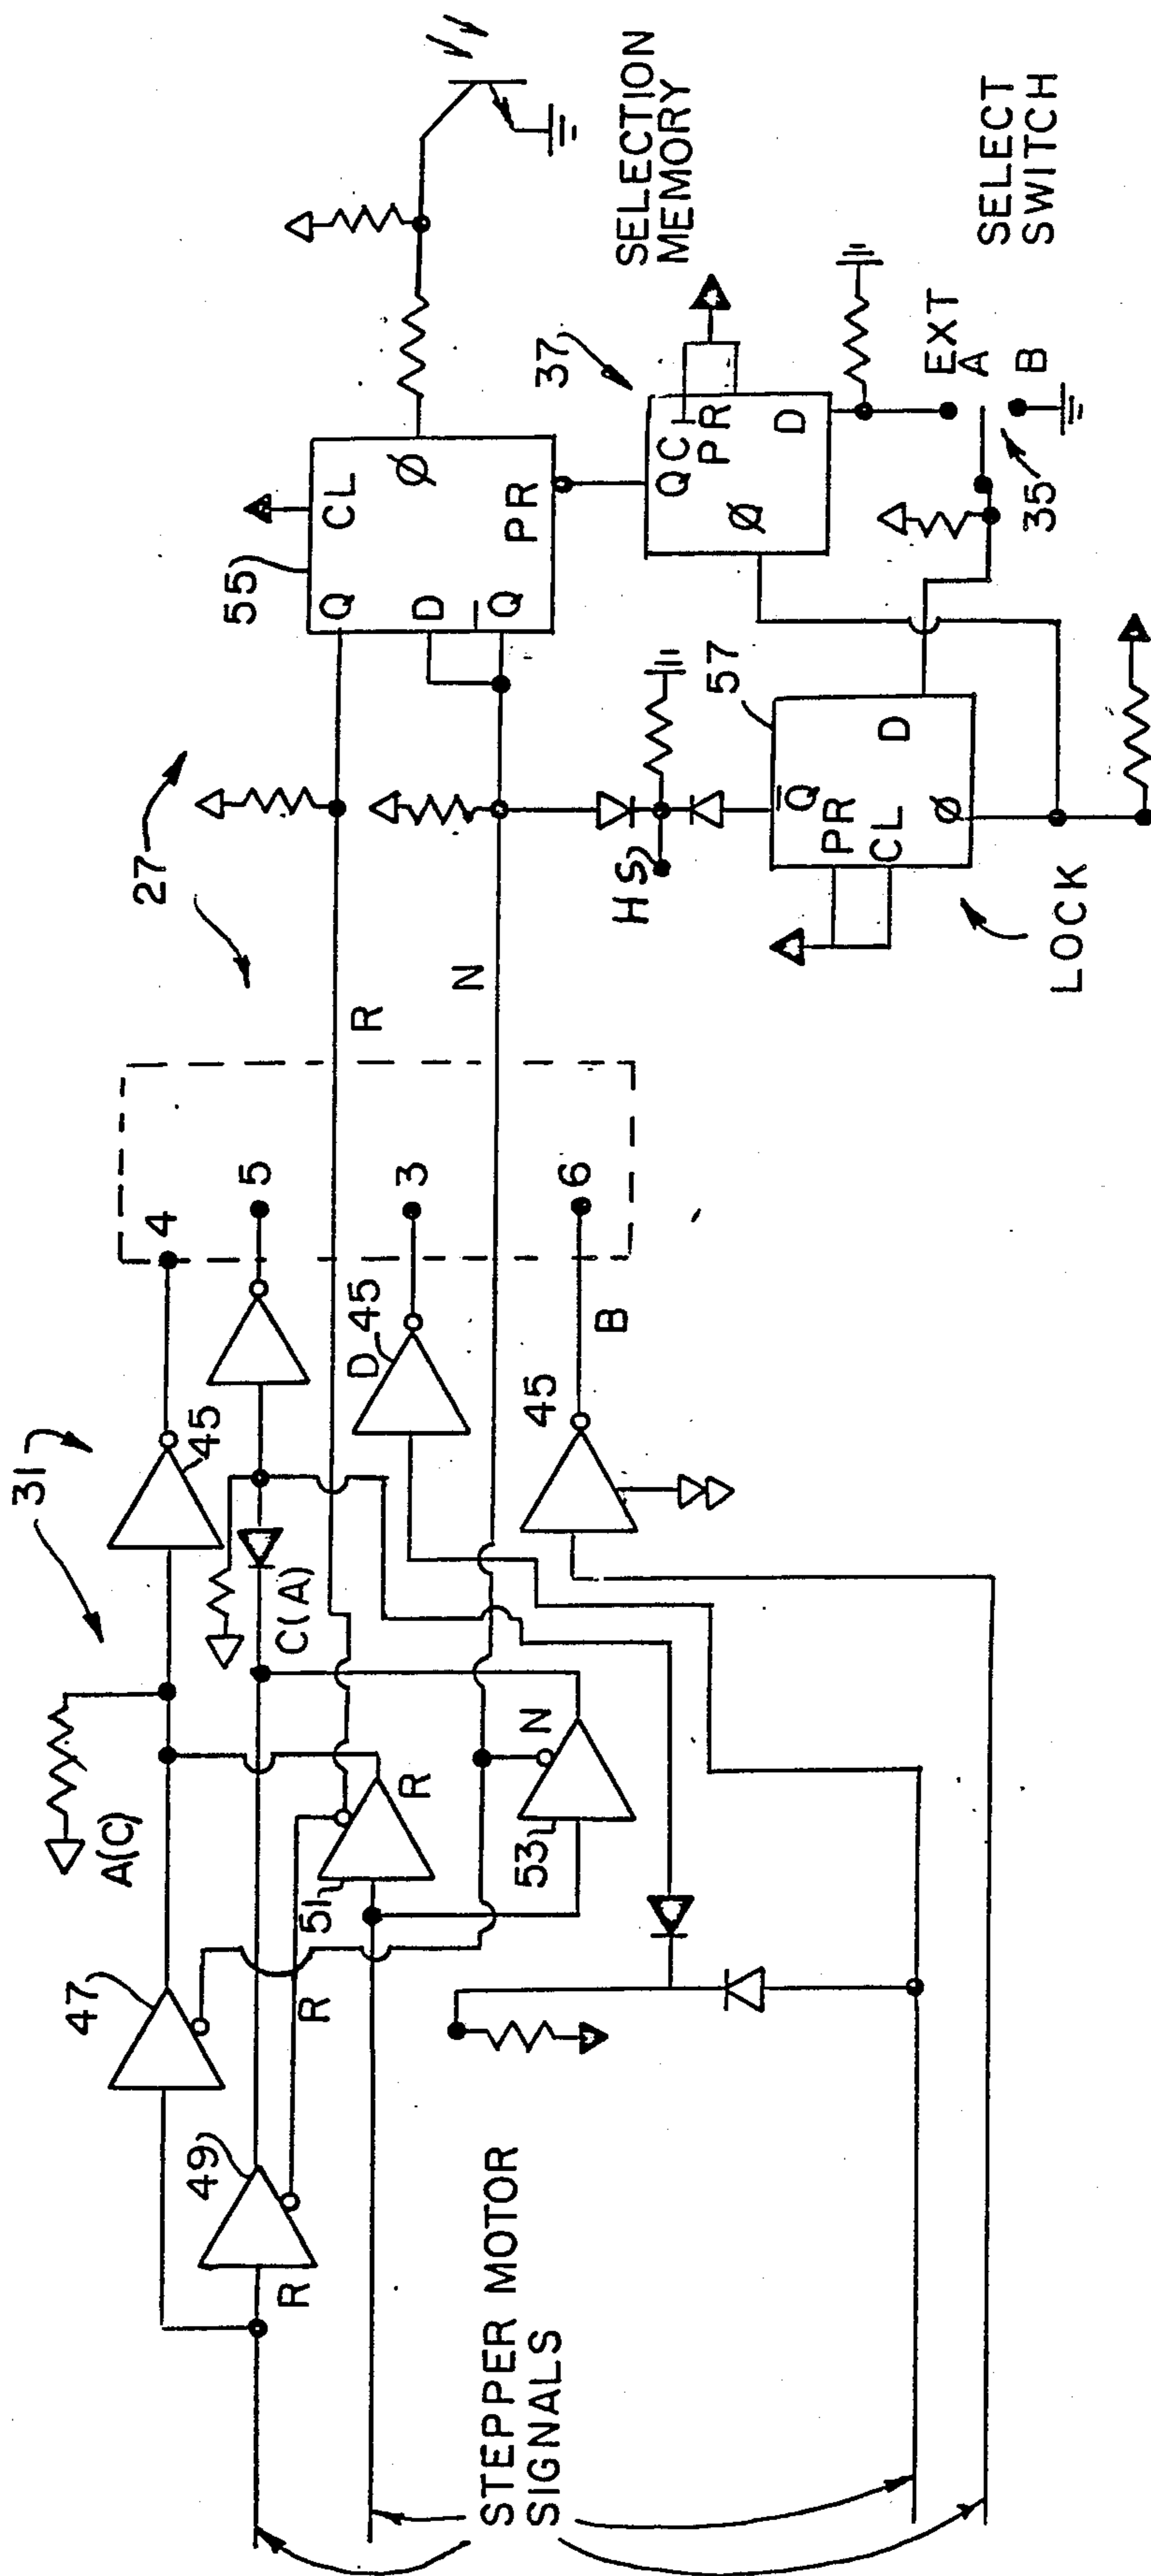 31
27
A(C)
47
49
R
R
51
R
53
N
C(A)
45
4
5
D
45
3
45
B
6
R
N
STEPPER MOTOR
SIGNALS
55
Q
CL
D
Q̅
PR
Ø
HS
57
Q̅
PR
CL
D
Ø
LOCK
37
Q
C
PR
Ø
D
SELECTION
MEMORY
EXT
A
B
35
SELECT
SWITCH